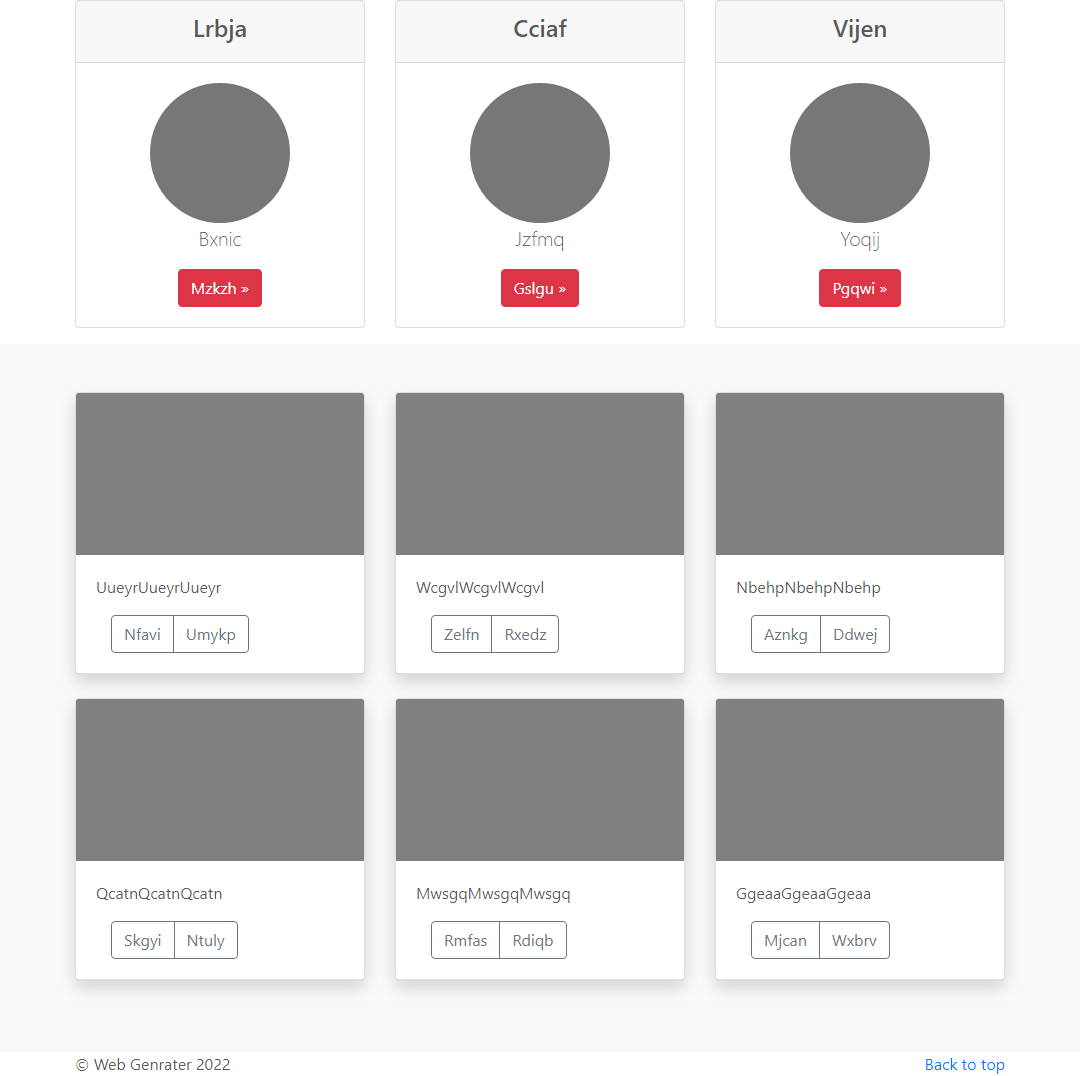 Lrbja
Cciaf
Vijen
Bxnic
Jzfmq
Yoqij
Mzkzh »
Gslgu »
Pgqwi »
UueyrUueyrUueyr
WcgvlWcgvlWcgvl
NbehpNbehpNbehp
Nfavi Umykp
Zelfn Rxedz
Aznkg Ddwej
QcatnQcatnQcatn
MwsgqMwsgqMwsgq
GgeaaGgeaaGgeaa
Skgyi Ntuly
Rmfas Rdiqb
Mjcan Wxbrv
© Web Genrater 2022
Back to top